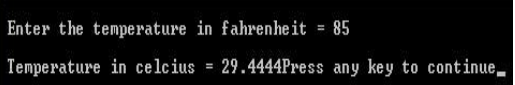 Enter the temperature in fahrenheit = 85
Temperature in celcius = 29.4444Press any key to continue_